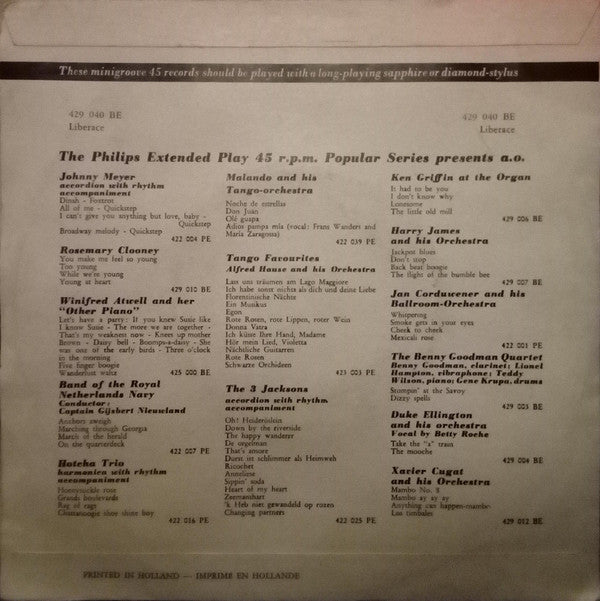 These minigroove 45 records should be played with a long-playing sapphire or diamond-stylus
429 040 BE
Liberace
429 040 BE
Liberace
The Philips Extended Play 45 r.p.m. Popular Series presents a.o.
Johnny Meyer
accordion with rhythm
accompaniment
Dinah - Foxtrot
All of me - Quickstep
I can't give you anything but love, baby -
Quickstep
Broadway melody - Quickstep
422 004 PE
Rosemary Clooney
You make me feel so young
Too young
While we're young
Young at heart
429 010 BE
Winifred Atwell and her
"Other Piano"
Let's have a party: If you knew Susie like
I know Susie - The more we are together -
That's my weakness now - Knees up mother
Brown - Daisy bell - Boomps-a-daisy - She
was one of the early birds - Three o'clock
in the morning
Five finger boogie
Wanderlust waltz
425 000 BE
Band of the Royal
Netherlands Navy
Conductor:
Captain Gijsbert Nieuwland
Anchors aweigh
Marching through Georgia
March of the herald
On the quarterdeck
422 007 PE
Hotcha Trio
harmonica with rhythm
accompaniment
Honeysuckle rose
Grands boulevards
Rag of rags
Chattanoogie shoe shine boy
422 016 PE
Malando and his
Tango-orchestra
Noche de estrellas
Don Juan
Olé guapa
Adios pampa mia (vocal: Frans Wanders and
Maria Zaragossa)
422 039 PE
Tango Favourites
Alfred Hause and his Orchestra
Lass uns träumen am Lago Maggiore
Ich habe sonst nichts als dich und deine Liebe
Florentinische Nächte
Ein Musikus
Egon
Rote Rosen, rote Lippen, roter Wein
Donna Vatra
Ich küsse Ihre Hand, Madame
Hör mein Lied, Violetta
Nächtliche Guitarren
Rote Rosen
Schwarze Orchideen
423 003 PE
The 3 Jacksons
accordion with rhythm
accompaniment
Oh! Heideröslein
Down by the riverside
The happy wanderer
De orgelman
That's amore
Durst ist schlimmer als Heimweh
Ricochet
Anneliese
Sippin' soda
Heart of my heart
Zeemanshart
'k Heb niet gewandeld op rozen
Changing partners
422 025 PE
Ken Griffin at the Organ
It had to be you
I don't know why
Lonesome
The little old mill
429 006 BE
Harry James
and his Orchestra
Jackpot blues
Don't stop
Back beat boogie
The flight of the bumble bee
429 007 BE
Jan Corduwener and his
Ballroom-Orchestra
Whispering
Smoke gets in your eyes
Cheek to cheek
Mexicali rose
422 001 PE
The Benny Goodman Quartet
Benny Goodman, clarinet; Lionel
Hampton, vibraphone; Teddy
Wilson, piano; Gene Krupa, drums
Stompin' at the Savoy
Dizzy spells
429 005 BE
Duke Ellington
and his orchestra
Vocal by Betty Roche
Take the "a" train
The mooche
429 004 BE
Xavier Cugat
and his Orchestra
Mambo No. 5
Mambo ay ay ay
Anything can happen-mambo
Los timbales
429 012 BE
PRINTED IN HOLLAND — IMPRIMÉ EN HOLLANDE